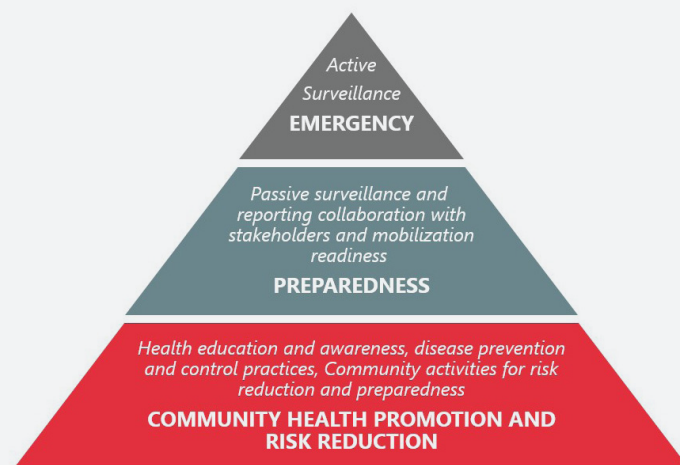 Active
Surveillance
EMERGENCY
Passive surveillance and
reporting collaboration with
stakeholders and mobilization
readiness
PREPAREDNESS
Health education and awareness, disease prevention
and control practices, Community activities for risk
reduction and preparedness
COMMUNITY HEALTH PROMOTION AND
RISK REDUCTION